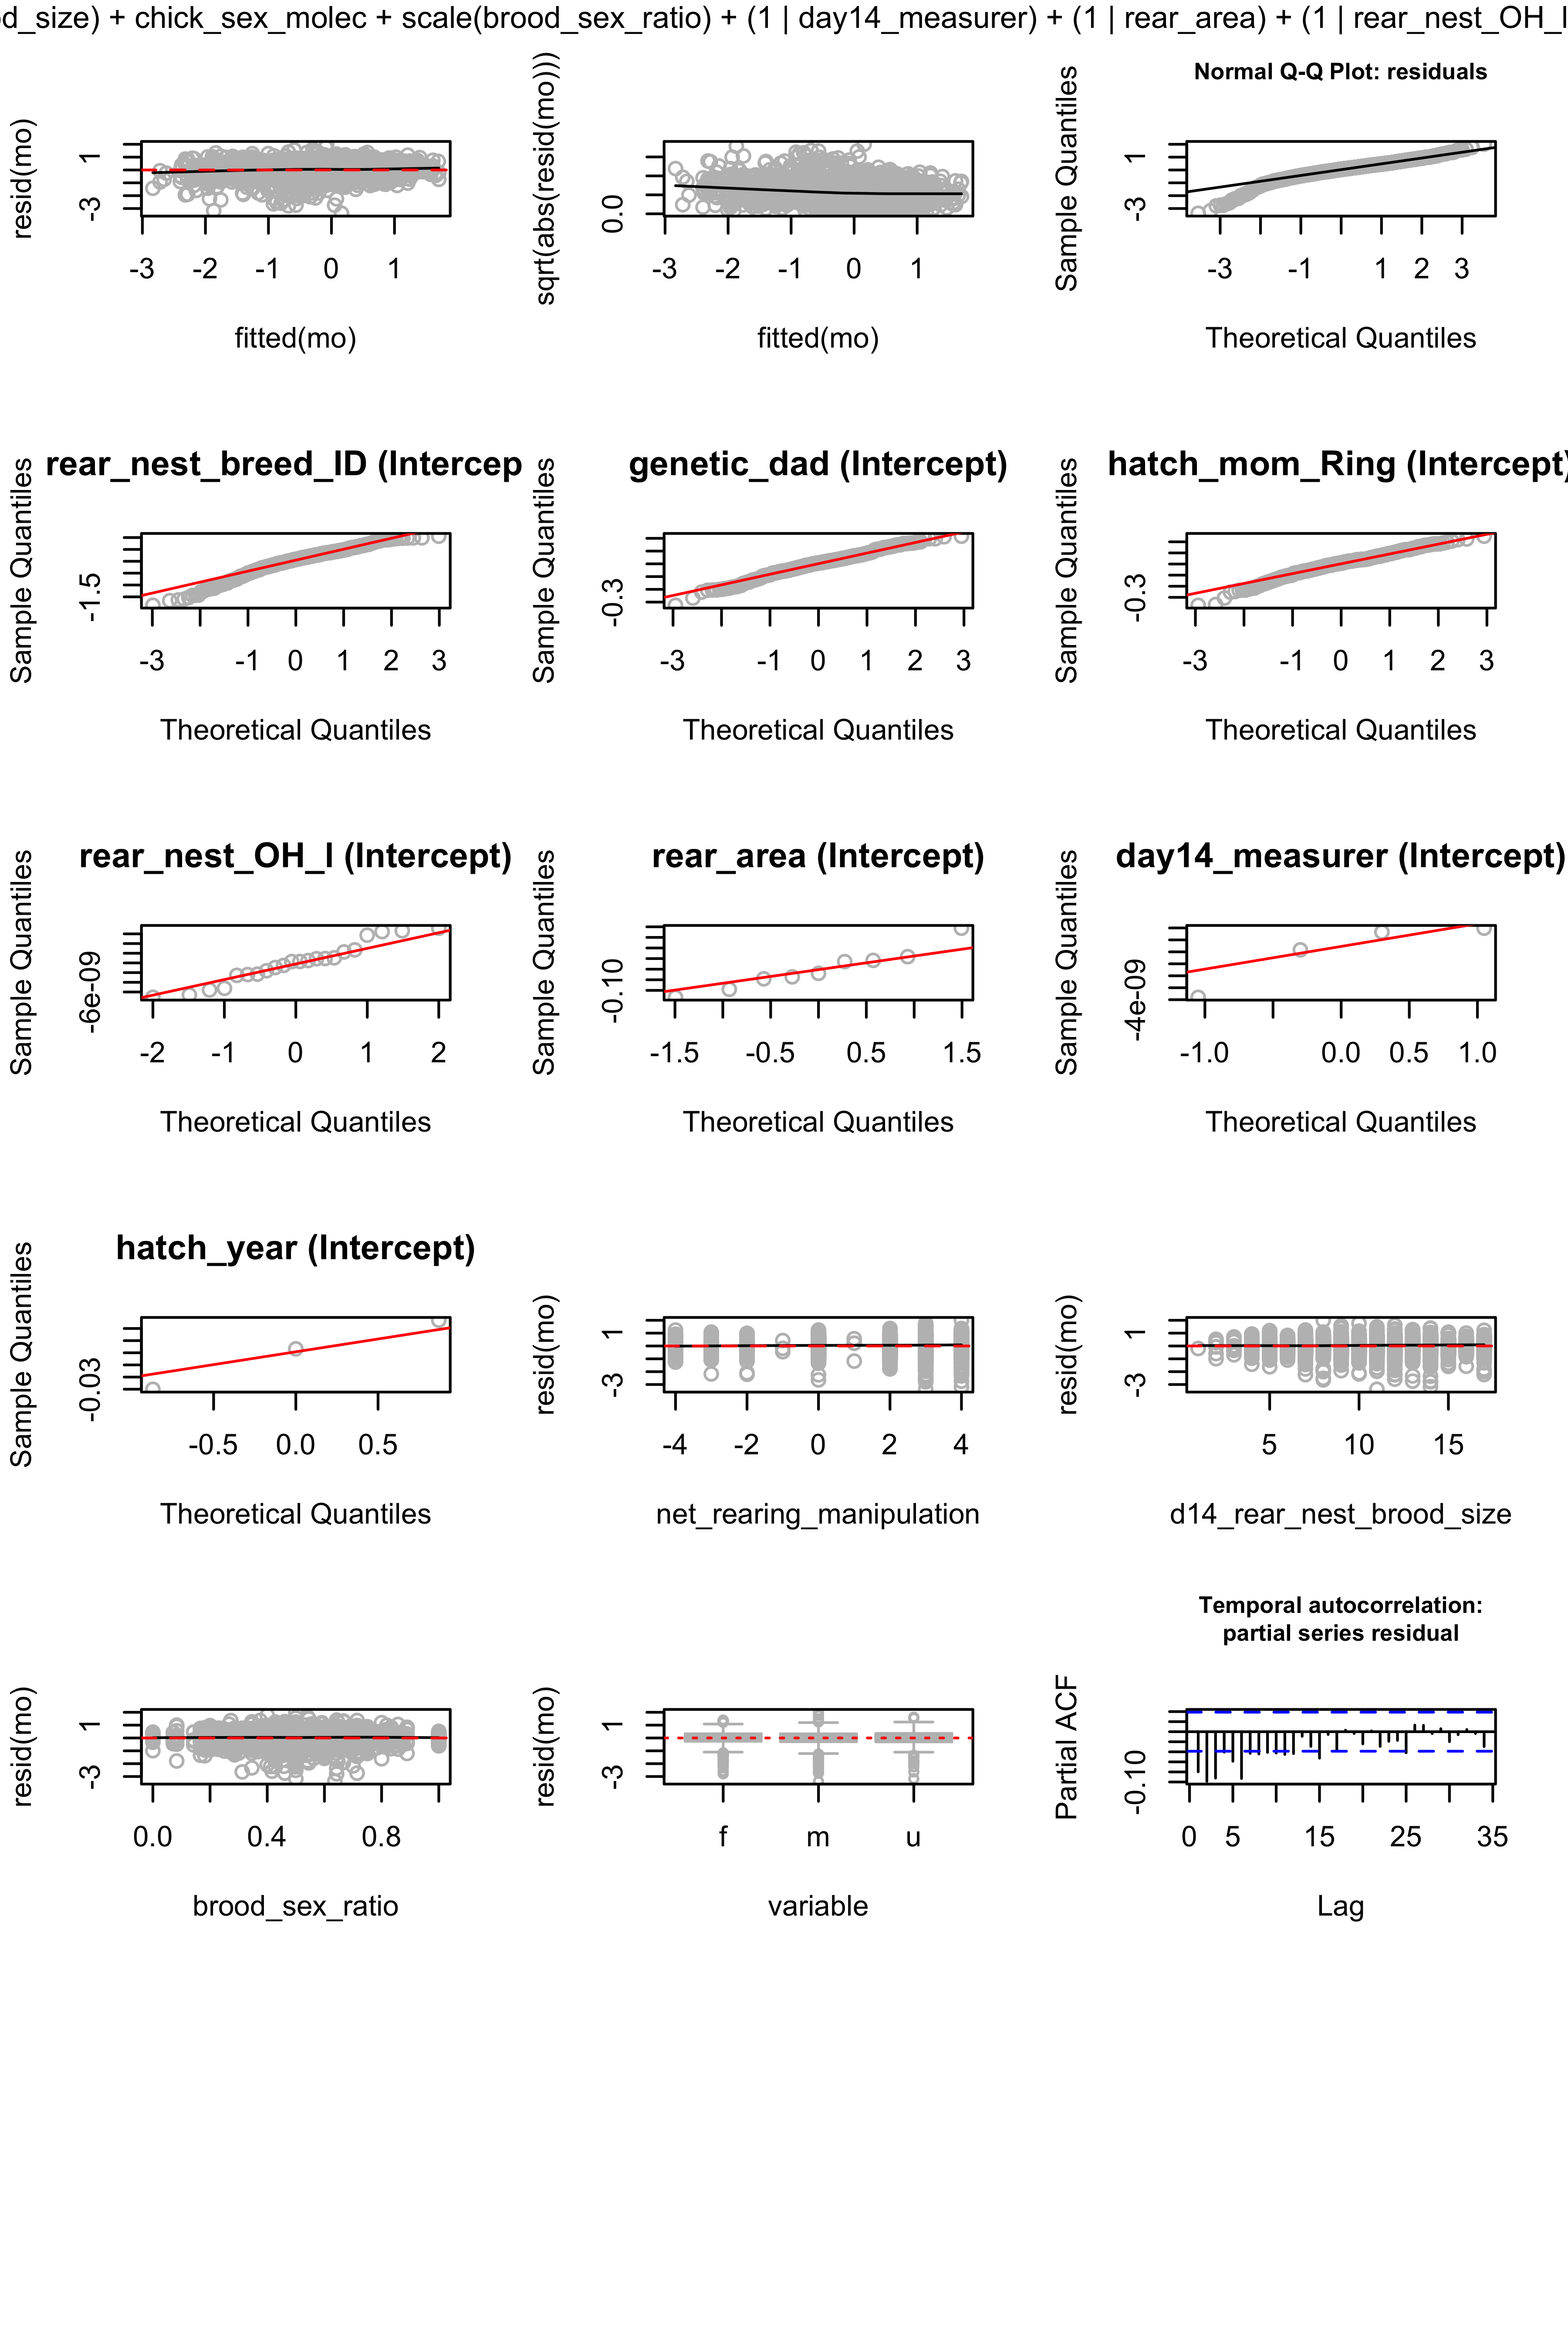 d_size) + chick_sex_molec + scale(brood_sex_ratio) + (1 | day14_measurer) + (1 | rear_area) + (1 | rear_nest_OH_l
resid(mo)
1
-3
-3 -2 -1 0 1
fitted(mo)
sqrt(abs(resid(mo)))
0.0
-3 -2 -1 0 1
fitted(mo)
Normal Q-Q Plot: residuals
Sample Quantiles
1
-3
-3 -1 1 2 3
Theoretical Quantiles
rear_nest_breed_ID (Intercep
Sample Quantiles
-1.5
-3 -1 0 1 2 3
Theoretical Quantiles
genetic_dad (Intercept)
Sample Quantiles
-0.3
-3 -1 0 1 2 3
Theoretical Quantiles
hatch_mom_Ring (Intercept)
Sample Quantiles
-0.3
-3 -1 0 1 2 3
Theoretical Quantiles
rear_nest_OH_l (Intercept)
Sample Quantiles
-6e-09
-2 -1 0 1 2
Theoretical Quantiles
rear_area (Intercept)
Sample Quantiles
-0.10
-1.5 -0.5 0.5 1.5
Theoretical Quantiles
day14_measurer (Intercept)
Sample Quantiles
-4e-09
-1.0 0.0 0.5 1.0
Theoretical Quantiles
hatch_year (Intercept)
Sample Quantiles
-0.03
-0.5 0.0 0.5
Theoretical Quantiles
resid(mo)
1
-3
-4 -2 0 2 4
net_rearing_manipulation
resid(mo)
1
-3
5 10 15
d14_rear_nest_brood_size
resid(mo)
1
-3
0.0 0.4 0.8
brood_sex_ratio
resid(mo)
1
-3
f m u
variable
Temporal autocorrelation:
partial series residual
Partial ACF
-0.10
0 5 15 25 35
Lag